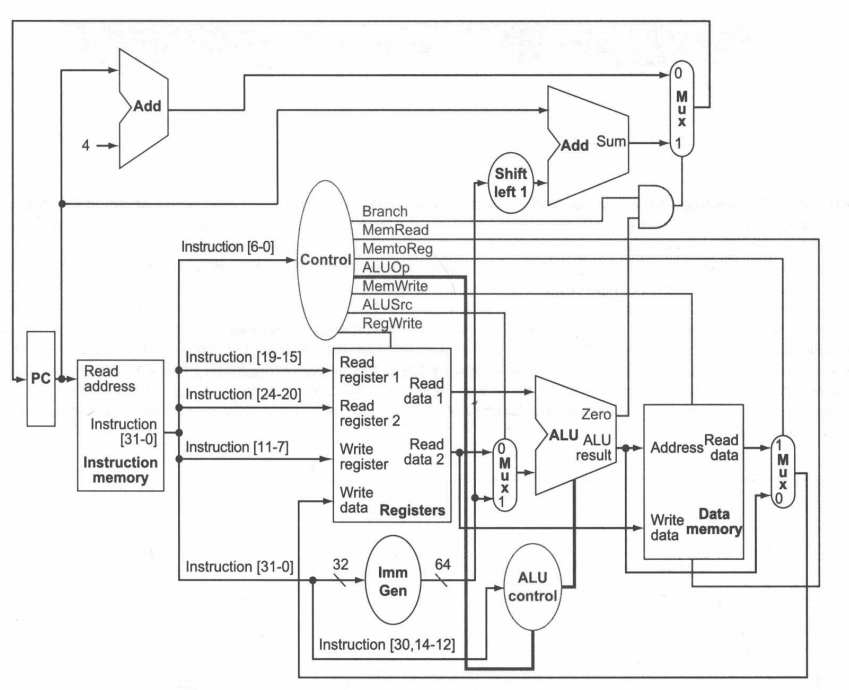 Add
4
Add Sum
0
M
u
x
1
Shift
left 1
Branch
MemRead
MemtoReg
ALUOp
MemWrite
ALUSrc
RegWrite
Control
Instruction [6-0]
Instruction [19-15]
Instruction [24-20]
Instruction [11-7]
Instruction [31-0]
PC
Read
address
Instruction
[31-0]
Instruction
memory
Read
register 1
Read
register 2
Write
register
Write
data
Read
data 1
Read
data 2
Registers
0
M
u
x
1
Zero
ALU
ALU
result
Address
Read
data
Write
data
Data
memory
1
M
u
x
0
32
Imm
Gen
64
ALU
control
Instruction [30,14-12]